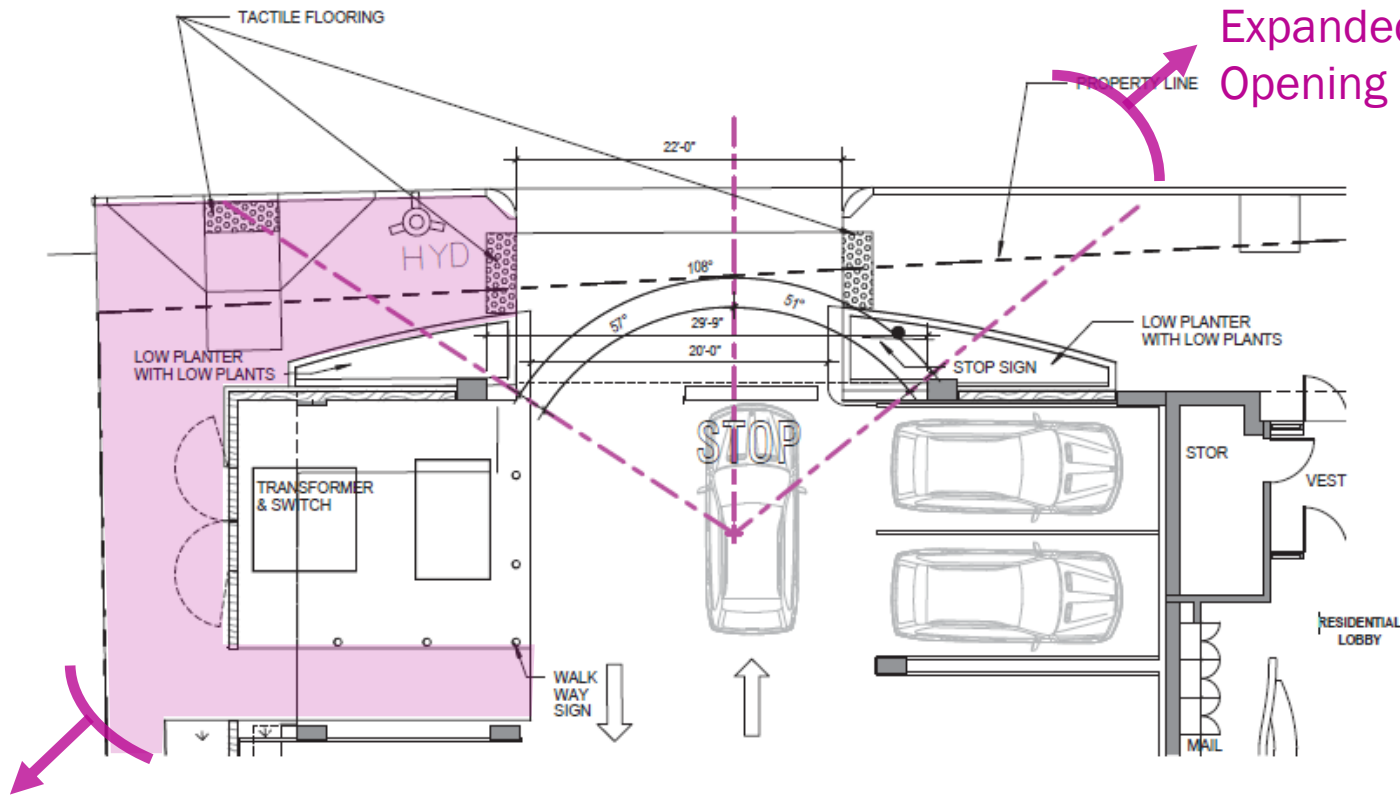 TACTILE FLOORING
Expanded
Opening
PROPERTY LINE
22'-0"
HYD
108°
57°
51°
29'-9"
20'-0"
LOW PLANTER
WITH LOW PLANTS
LOW PLANTER
WITH LOW PLANTS
STOP SIGN
STOP
TRANSFORMER
& SWITCH
STOR
VEST
RESIDENTIAL
LOBBY
WALK
WAY
SIGN
MAIL